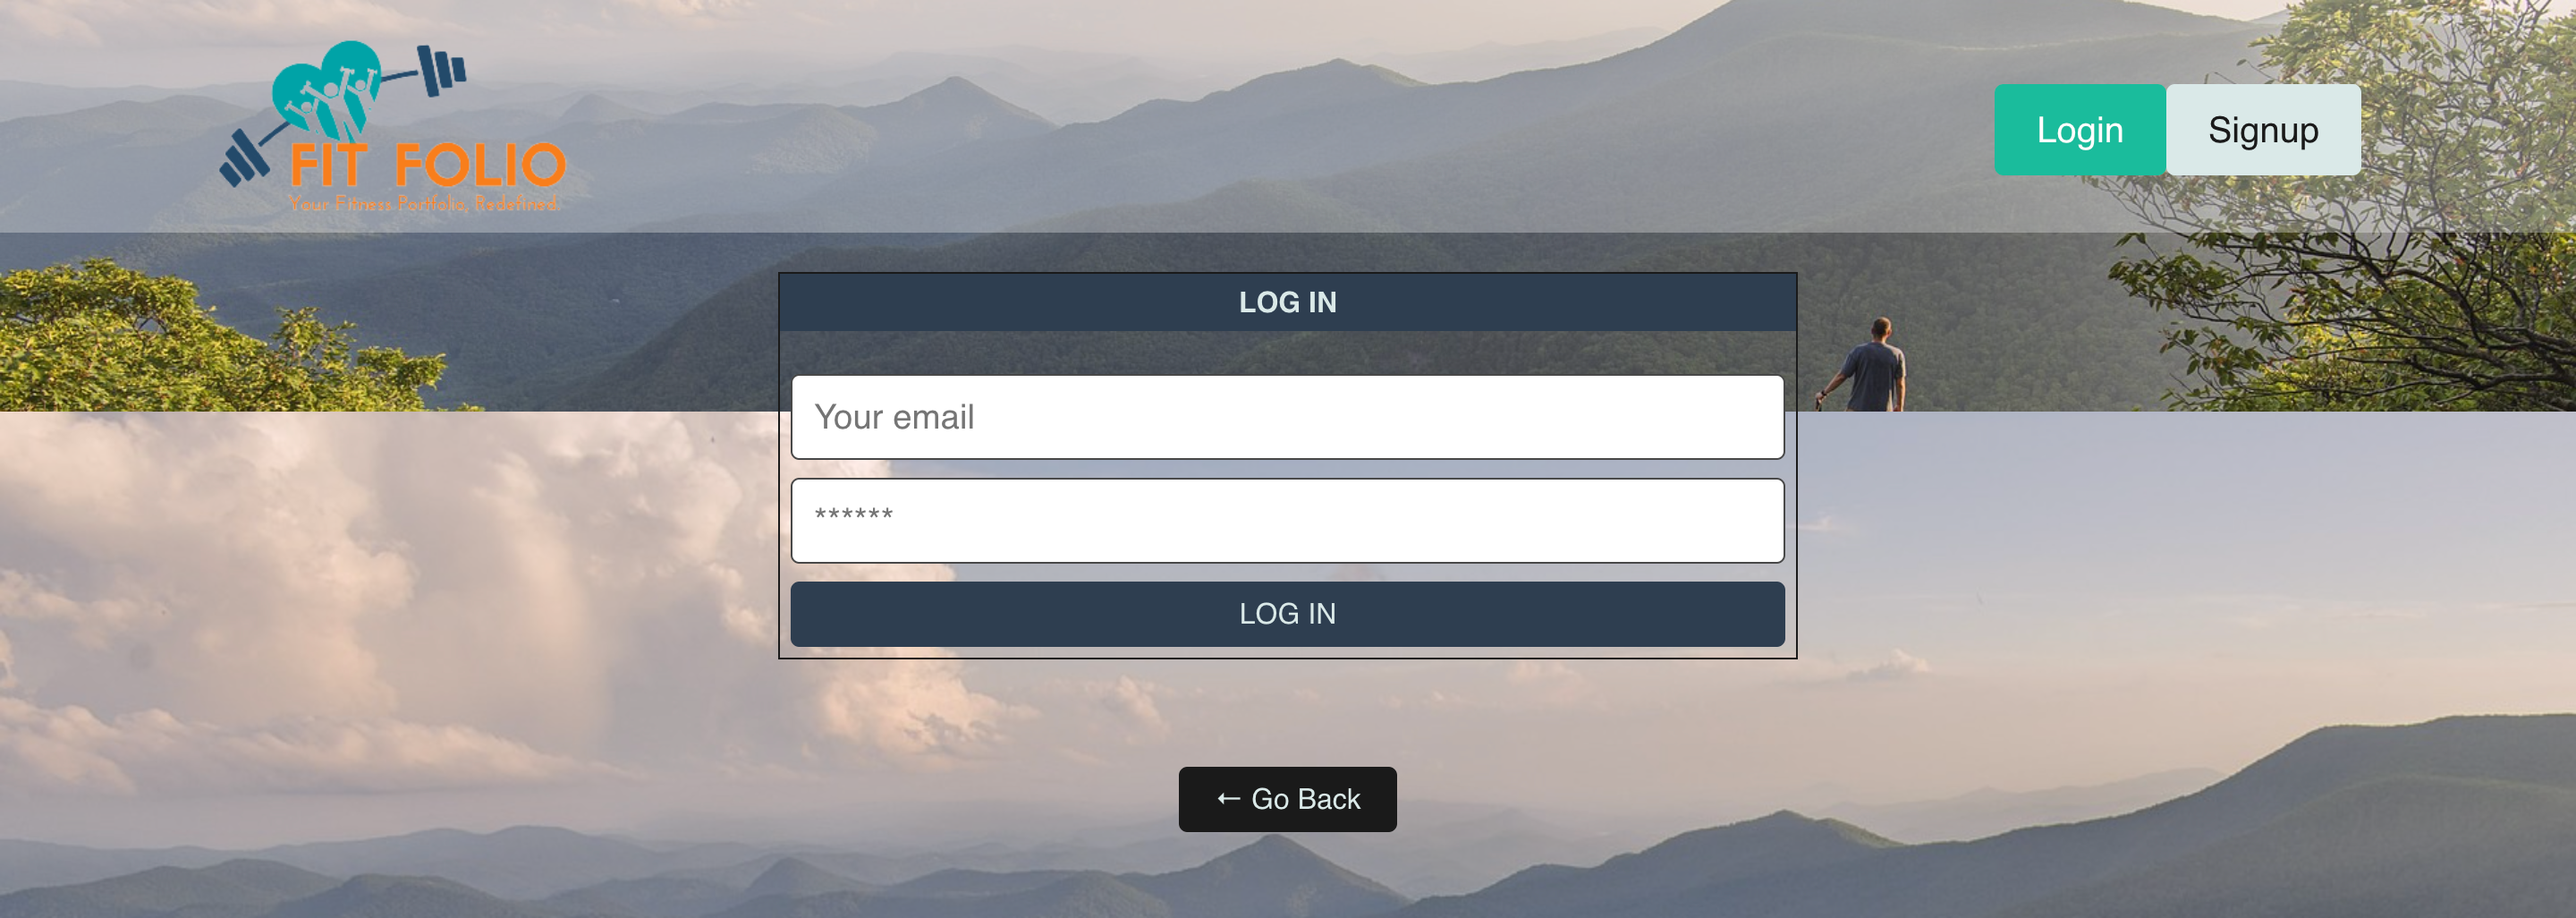 FIT FOLIO
Your Fitness Portfolio, Redefined.
Login
Signup
LOG IN
Your email
******
LOG IN
← Go Back